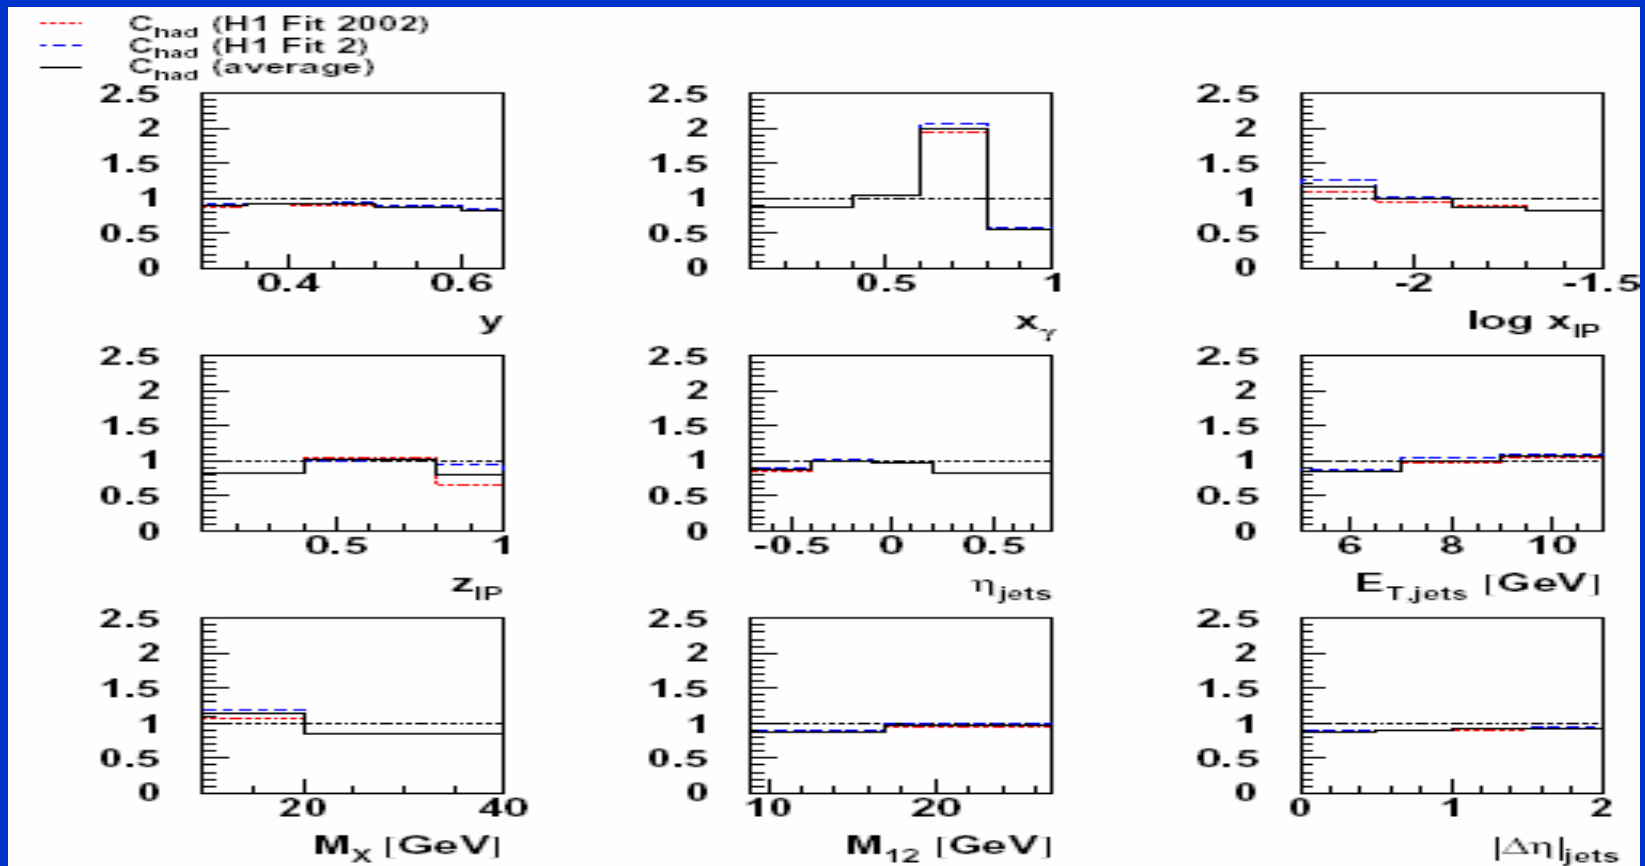 C_had (H1 Fit 2002)
C_had (H1 Fit 2)
C_had (average)
2.5 2 1.5 1 0.5 0
0.4 0.6
y
2.5 2 1.5 1 0.5 0
0.5 1
x_γ
2.5 2 1.5 1 0.5 0
-2 -1.5
log x_IP
2.5 2 1.5 1 0.5 0
0.5 1
z_IP
2.5 2 1.5 1 0.5 0
-0.5 0 0.5
η_jets
2.5 2 1.5 1 0.5 0
6 8 10
E_T,jets [GeV]
2.5 2 1.5 1 0.5 0
20 40
M_X [GeV]
2.5 2 1.5 1 0.5 0
10 20
M_12 [GeV]
2.5 2 1.5 1 0.5 0
0 1 2
|Δη|_jets